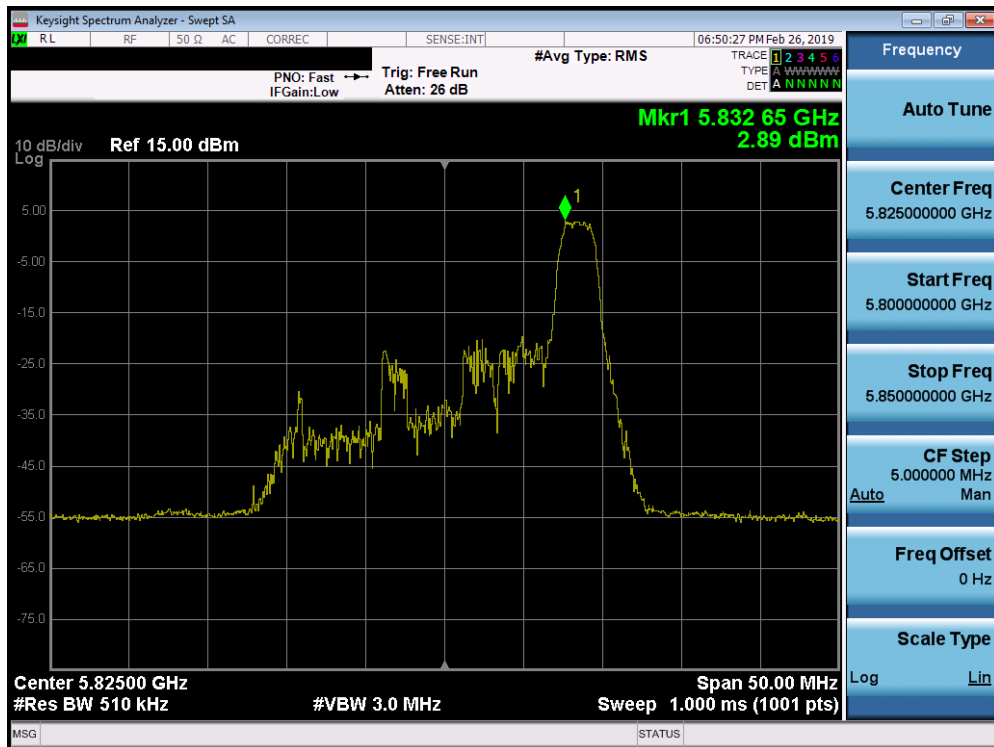 Keysight Spectrum Analyzer - Swept SA
LXI RL RF 50 Ω AC CORREC SENSE:INT 06:50:27 PM Feb 26, 2019
PNO: Fast
IFGain:Low
Trig: Free Run
Atten: 26 dB
#Avg Type: RMS
TRACE 1 2 3 4 5 6
TYPE A WWWWWW
DET A N N N N N
Mkr1 5.832 65 GHz
2.89 dBm
10 dB/div Ref 15.00 dBm
Log
1
5.00
-5.00
-15.0
-25.0
-35.0
-45.0
-55.0
-65.0
-75.0
Center 5.82500 GHz Span 50.00 MHz
#Res BW 510 kHz #VBW 3.0 MHz Sweep 1.000 ms (1001 pts)
MSG STATUS
Frequency
Auto Tune
Center Freq
5.825000000 GHz
Start Freq
5.800000000 GHz
Stop Freq
5.850000000 GHz
CF Step
5.000000 MHz
Auto Man
Freq Offset
0 Hz
Scale Type
Log Lin